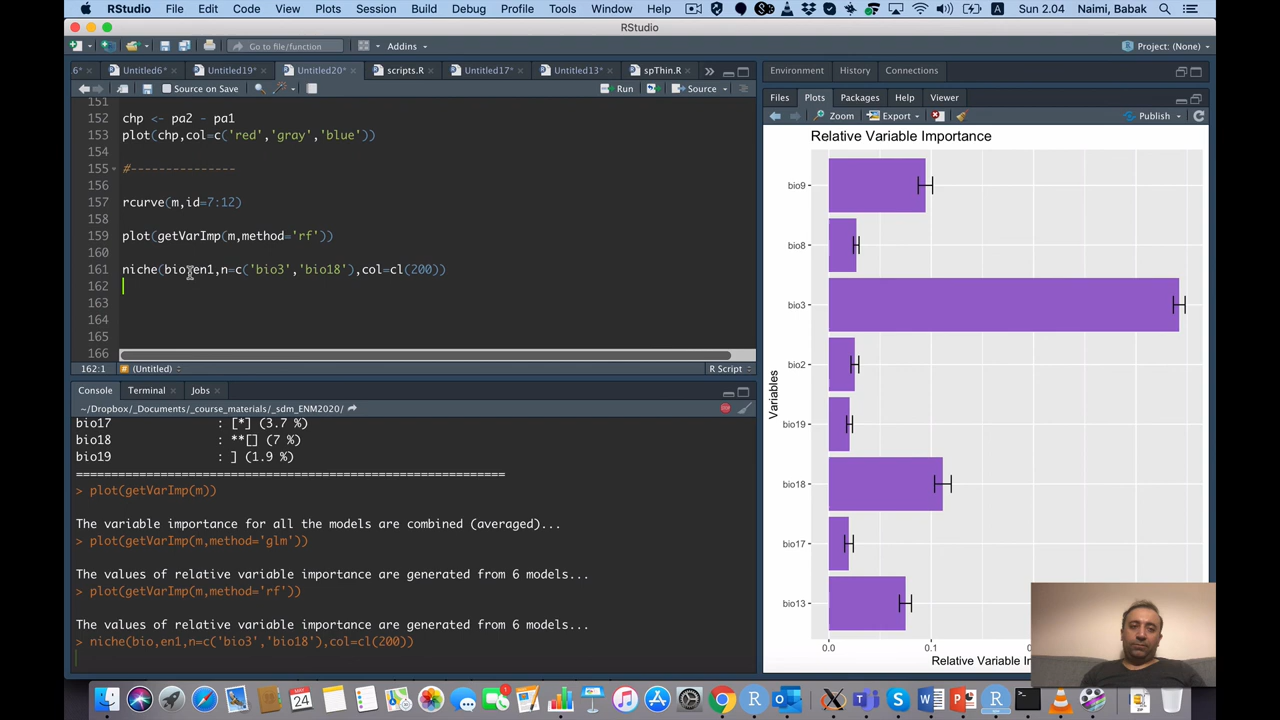 RStudio File Edit Code View Plots Session Build Debug Profile Tools Window Help A Sun 2.04 Naimi, Babak
RStudio
Go to file/function Addins Project: (None)
6* Untitled6* Untitled19* Untitled20* scripts.R Untitled17* Untitled13* spThin.R
Source on Save Run Source
151
152 chp <- pa2 - pa1
153 plot(chp,col=c('red','gray','blue'))
154
155 #---------------
156
157 rcurve(m,id=7:12)
158
159 plot(getVarImp(m,method='rf'))
160
161 niche(bio,en1,n=c('bio3','bio18'),col=cl(200))
162
163
164
165
166
162:1 # (Untitled) R Script
Console Terminal Jobs
~/Dropbox/_Documents/_course_materials/_sdm_ENM2020/
bio17 : [*] (3.7 %)
bio18 : **[] (7 %)
bio19 : ] (1.9 %)
=============================================================
> plot(getVarImp(m))
The variable importance for all the models are combined (averaged)...
> plot(getVarImp(m,method='glm'))
The values of relative variable importance are generated from 6 models...
> plot(getVarImp(m,method='rf'))
The values of relative variable importance are generated from 6 models...
> niche(bio,en1,n=c('bio3','bio18'),col=cl(200))
Environment History Connections
Files Plots Packages Help Viewer
Zoom Export Publish
Relative Variable Importance
bio9
bio8
bio3
bio2
bio19
bio18
bio17
bio13
Variables
0.0 0.1
Relative Variable Im
MAY
24
1